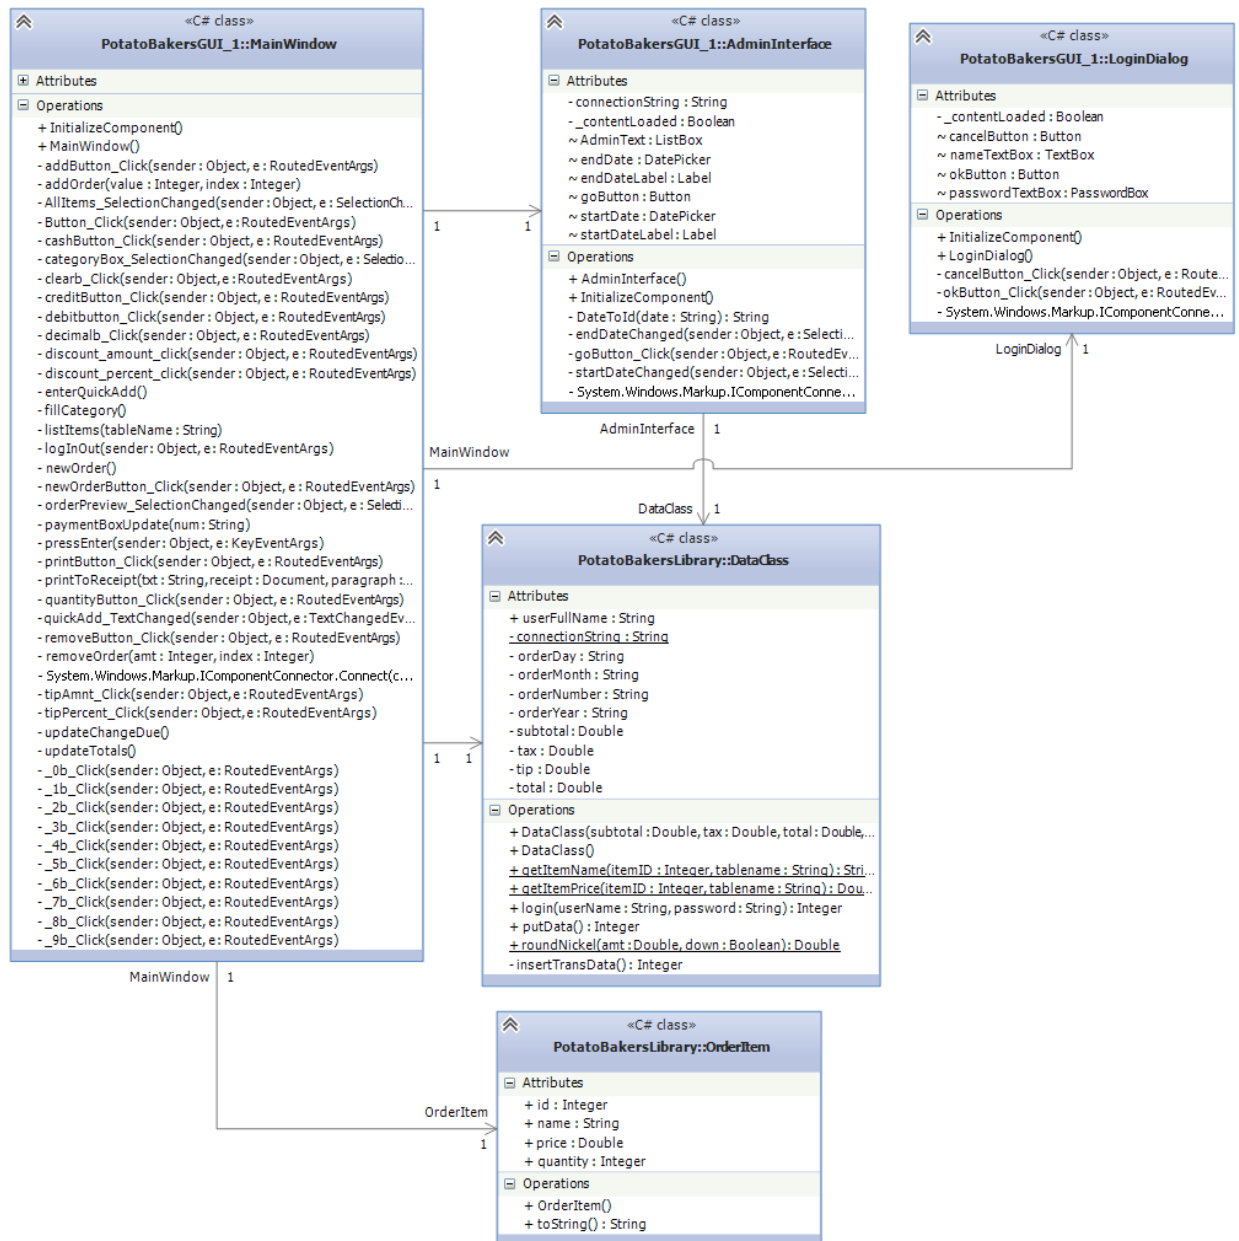 «C# class»
PotatoBakersGUI_1::MainWindow
Attributes
Operations
+ InitializeComponent()
+ MainWindow()
- addButton_Click(sender : Object, e : RoutedEventArgs)
- addOrder(value : Integer, index : Integer)
- AllItems_SelectionChanged(sender : Object, e : SelectionCh...
- Button_Click(sender : Object, e : RoutedEventArgs)
- cashButton_Click(sender : Object, e : RoutedEventArgs)
- categoryBox_SelectionChanged(sender : Object, e : Selectio...
- clearb_Click(sender : Object, e : RoutedEventArgs)
- creditButton_Click(sender : Object, e : RoutedEventArgs)
- debitbutton_Click(sender : Object, e : RoutedEventArgs)
- decimalb_Click(sender : Object, e : RoutedEventArgs)
- discount_amount_click(sender : Object, e : RoutedEventArgs)
- discount_percent_click(sender : Object, e : RoutedEventArgs)
- enterQuickAdd()
- fillCategory()
- listItems(tableName : String)
- logInOut(sender : Object, e : RoutedEventArgs)
- newOrder()
- newOrderButton_Click(sender : Object, e : RoutedEventArgs)
- orderPreview_SelectionChanged(sender : Object, e : Selecti...
- paymentBoxUpdate(num : String)
- pressEnter(sender : Object, e : KeyEventArgs)
- printButton_Click(sender : Object, e : RoutedEventArgs)
- printToReceipt(txt : String, receipt : Document, paragraph :...
- quantityButton_Click(sender : Object, e : RoutedEventArgs)
- quickAdd_TextChanged(sender : Object, e : TextChangedEv...
- removeButton_Click(sender : Object, e : RoutedEventArgs)
- removeOrder(amt : Integer, index : Integer)
- System.Windows.Markup.IComponentConnector.Connect(c...
- tipAmnt_Click(sender : Object, e : RoutedEventArgs)
- tipPercent_Click(sender : Object, e : RoutedEventArgs)
- updateChangeDue()
- updateTotals()
- _0b_Click(sender : Object, e : RoutedEventArgs)
- _1b_Click(sender : Object, e : RoutedEventArgs)
- _2b_Click(sender : Object, e : RoutedEventArgs)
- _3b_Click(sender : Object, e : RoutedEventArgs)
- _4b_Click(sender : Object, e : RoutedEventArgs)
- _5b_Click(sender : Object, e : RoutedEventArgs)
- _6b_Click(sender : Object, e : RoutedEventArgs)
- _7b_Click(sender : Object, e : RoutedEventArgs)
- _8b_Click(sender : Object, e : RoutedEventArgs)
- _9b_Click(sender : Object, e : RoutedEventArgs)
«C# class»
PotatoBakersGUI_1::AdminInterface
Attributes
- connectionString : String
- _contentLoaded : Boolean
~ AdminText : ListBox
~ endDate : DatePicker
~ endDateLabel : Label
~ goButton : Button
~ startDate : DatePicker
~ startDateLabel : Label
Operations
+ AdminInterface()
+ InitializeComponent()
- DateToId(date : String) : String
- endDateChanged(sender : Object, e : Selecti...
- goButton_Click(sender : Object, e : RoutedEv...
- startDateChanged(sender : Object, e : Selecti...
- System.Windows.Markup.IComponentConne...
«C# class»
PotatoBakersGUI_1::LoginDialog
Attributes
- _contentLoaded : Boolean
~ cancelButton : Button
~ nameTextBox : TextBox
~ okButton : Button
~ passwordTextBox : PasswordBox
Operations
+ InitializeComponent()
+ LoginDialog()
- cancelButton_Click(sender : Object, e : Route...
- okButton_Click(sender : Object, e : RoutedEv...
- System.Windows.Markup.IComponentConne...
1
1
LoginDialog
1
AdminInterface
1
MainWindow
1
DataClass
1
«C# class»
PotatoBakersLibrary::DataClass
Attributes
+ userFullName : String
- connectionString : String
- orderDay : String
- orderMonth : String
- orderNumber : String
- orderYear : String
- subtotal : Double
- tax : Double
- tip : Double
- total : Double
Operations
+ DataClass(subtotal : Double, tax : Double, total : Double,...
+ DataClass()
+ getItemName(itemID : Integer, tablename : String) : Stri...
+ getItemPrice(itemID : Integer, tablename : String) : Dou...
+ login(userName : String, password : String) : Integer
+ putData() : Integer
+ roundNickel(amt : Double, down : Boolean) : Double
- insertTransData() : Integer
1
1
MainWindow
1
OrderItem
1
«C# class»
PotatoBakersLibrary::OrderItem
Attributes
+ id : Integer
+ name : String
+ price : Double
+ quantity : Integer
Operations
+ OrderItem()
+ toString() : String